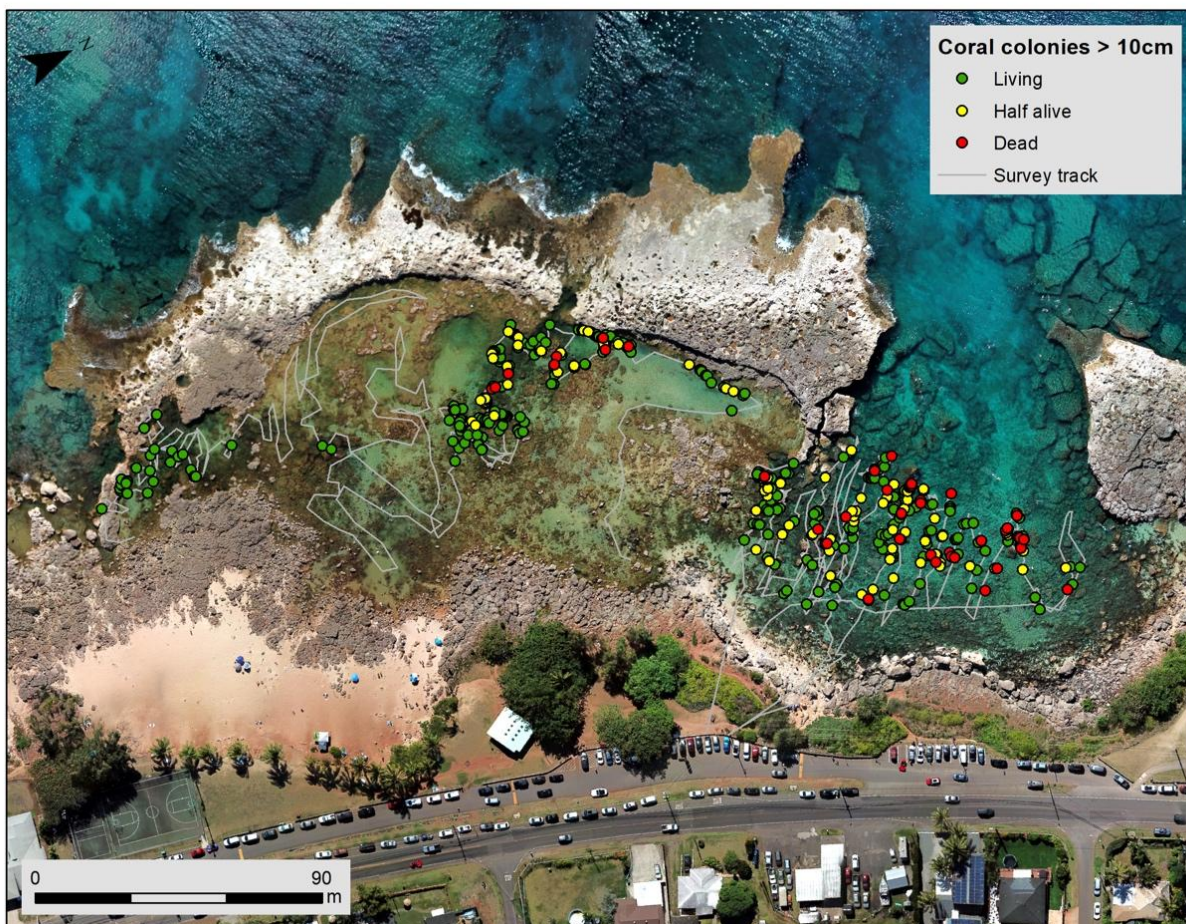 N
Coral colonies > 10cm
Living
Half alive
Dead
Survey track
0 90
m